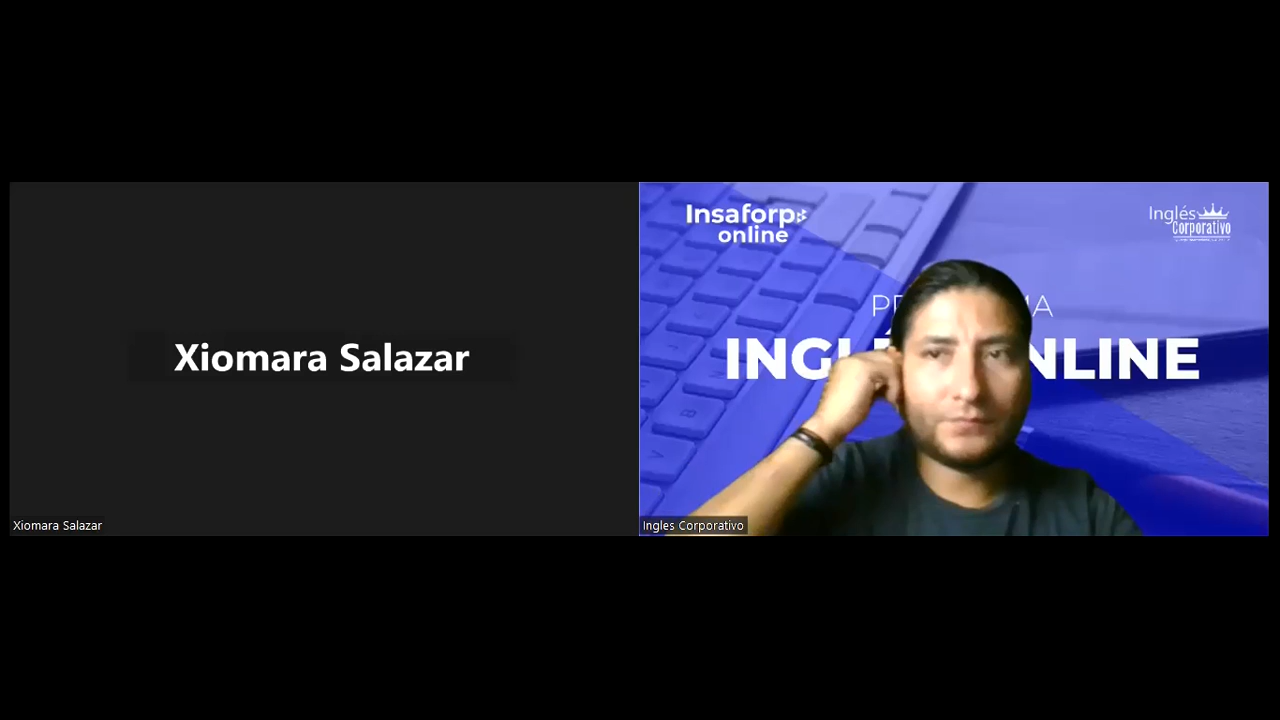 Xiomara Salazar
Xiomara Salazar
Insaforp
online
Inglés
Corporativo
INGL NLINE
Ingles Corporativo